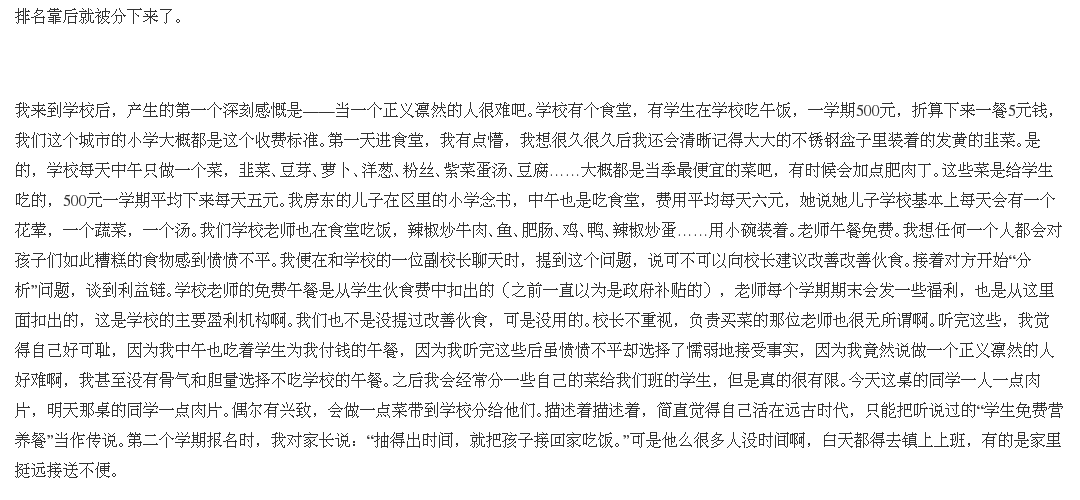 排名靠后就被分下来了。
我来到学校后，产生的第一个深刻感慨是——当一个正义凛然的人很难吧。学校有个食堂，有学生在学校吃午饭，一学期500元，折算下来一餐5元钱，
我们这个城市的小学大概都是这个收费标准。第一天进食堂，我有点懵，我想很久很久后我还会清晰记得大大的不锈钢盆子里装着的发黄的韭菜。是
的，学校每天中午只做一个菜，韭菜、豆芽、萝卜、洋葱、粉丝、紫菜蛋汤、豆腐……大概都是当季最便宜的菜吧，有时候会加点肥肉丁。这些菜是给学生
吃的，500元一学期平均下来每天五元。我房东的儿子在区里的小学念书，中午也是吃食堂，费用平均每天六元，她说她儿子学校基本上每天会有一个
花荤，一个蔬菜，一个汤。我们学校老师也在食堂吃饭，辣椒炒牛肉、鱼、肥肠、鸡、鸭、辣椒炒蛋……用小碗装着。老师午餐免费。我想任何一个人都会对
孩子们如此糟糕的食物感到愤愤不平。我便在和学校的一位副校长聊天时，提到这个问题，说可不可以向校长建议改善改善伙食。接着对方开始“分
析”问题，谈到利益链。学校老师的免费午餐是从学生伙食费中扣出的（之前一直以为是政府补贴的），老师每个学期期末会发一些福利，也是从这里
面扣出的，这是学校的主要盈利机构啊。我们也不是没提过改善伙食，可是没用的。校长不重视，负责买菜的那位老师也很无所谓啊。听完这些，我觉
得自己好可耻，因为我中午也吃着学生为我付钱的午餐，因为我听完这些后虽愤愤不平却选择了懦弱地接受事实，因为我竟然说做一个正义凛然的人
好难啊，我甚至没有骨气和胆量选择不吃学校的午餐。之后我会经常分一些自己的菜给我们班的学生，但是真的很有限。今天这桌的同学一人一点肉
片，明天那桌的同学一点肉片。偶尔有兴致，会做一点菜带到学校分给他们。描述着描述着，简直觉得自己活在远古时代，只能把听说过的“学生免费营
养餐”当作传说。第二个学期报名时，我对家长说：“抽得出时间，就把孩子接回家吃饭。”可是他么很多人没时间啊，白天都得去镇上上班，有的是家里
挺远接送不便。